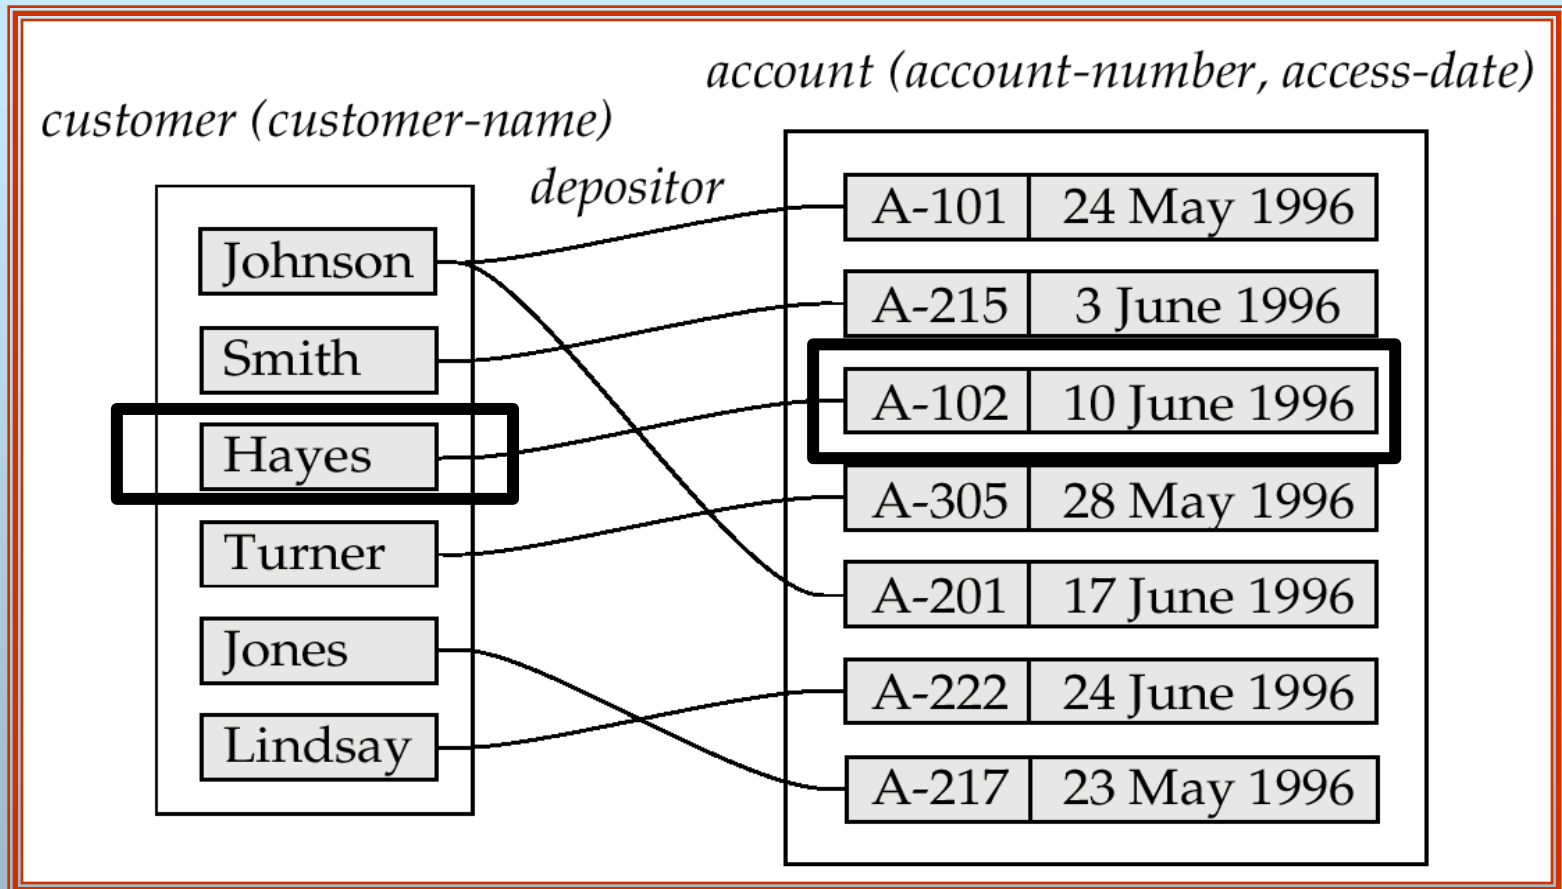 account (account-number, access-date)
customer (customer-name)
depositor
Johnson
Smith
Hayes
Turner
Jones
Lindsay
A-101 24 May 1996
A-215 3 June 1996
A-102 10 June 1996
A-305 28 May 1996
A-201 17 June 1996
A-222 24 June 1996
A-217 23 May 1996